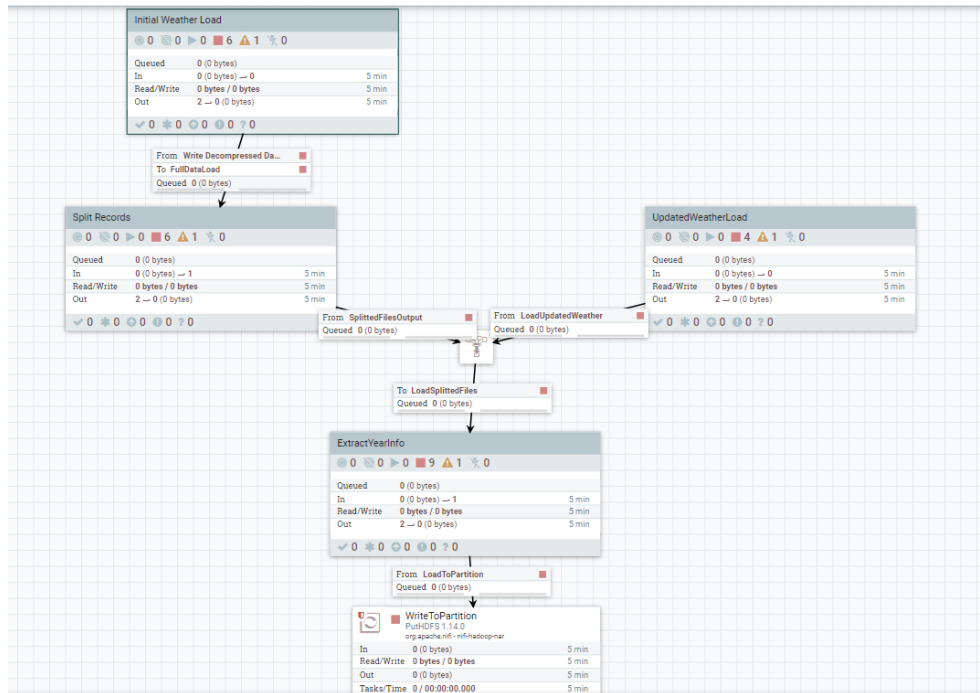 Initial Weather Load
0 0 0 6 1 0
Queued 0 (0 bytes)
In 0 (0 bytes) → 0 5 min
Read/Write 0 bytes / 0 bytes 5 min
Out 2 → 0 (0 bytes) 5 min
0 0 0 0 ? 0
From Write Decompressed Da...
To FullDataLoad
Queued 0 (0 bytes)
Split Records
0 0 0 6 1 0
Queued 0 (0 bytes)
In 0 (0 bytes) → 1 5 min
Read/Write 0 bytes / 0 bytes 5 min
Out 2 → 0 (0 bytes) 5 min
0 0 0 0 ? 0
UpdatedWeatherLoad
0 0 0 4 1 0
Queued 0 (0 bytes)
In 0 (0 bytes) → 0 5 min
Read/Write 0 bytes / 0 bytes 5 min
Out 2 → 0 (0 bytes) 5 min
0 0 0 0 ? 0
From SplittedFilesOutput
Queued 0 (0 bytes)
From LoadUpdatedWeather
Queued 0 (0 bytes)
To LoadSplittedFiles
Queued 0 (0 bytes)
ExtractYearInfo
0 0 0 9 1 0
Queued 0 (0 bytes)
In 0 (0 bytes) → 1 5 min
Read/Write 0 bytes / 0 bytes 5 min
Out 2 → 0 (0 bytes) 5 min
0 0 0 0 ? 0
From LoadToPartition
Queued 0 (0 bytes)
WriteToPartition
PutHDFS 1.14.0
org.apache.nifi - nifi-hadoop-nar
In 0 (0 bytes) 5 min
Read/Write 0 bytes / 0 bytes 5 min
Out 0 (0 bytes) 5 min
Tasks/Time 0 / 00:00:00.000 5 min